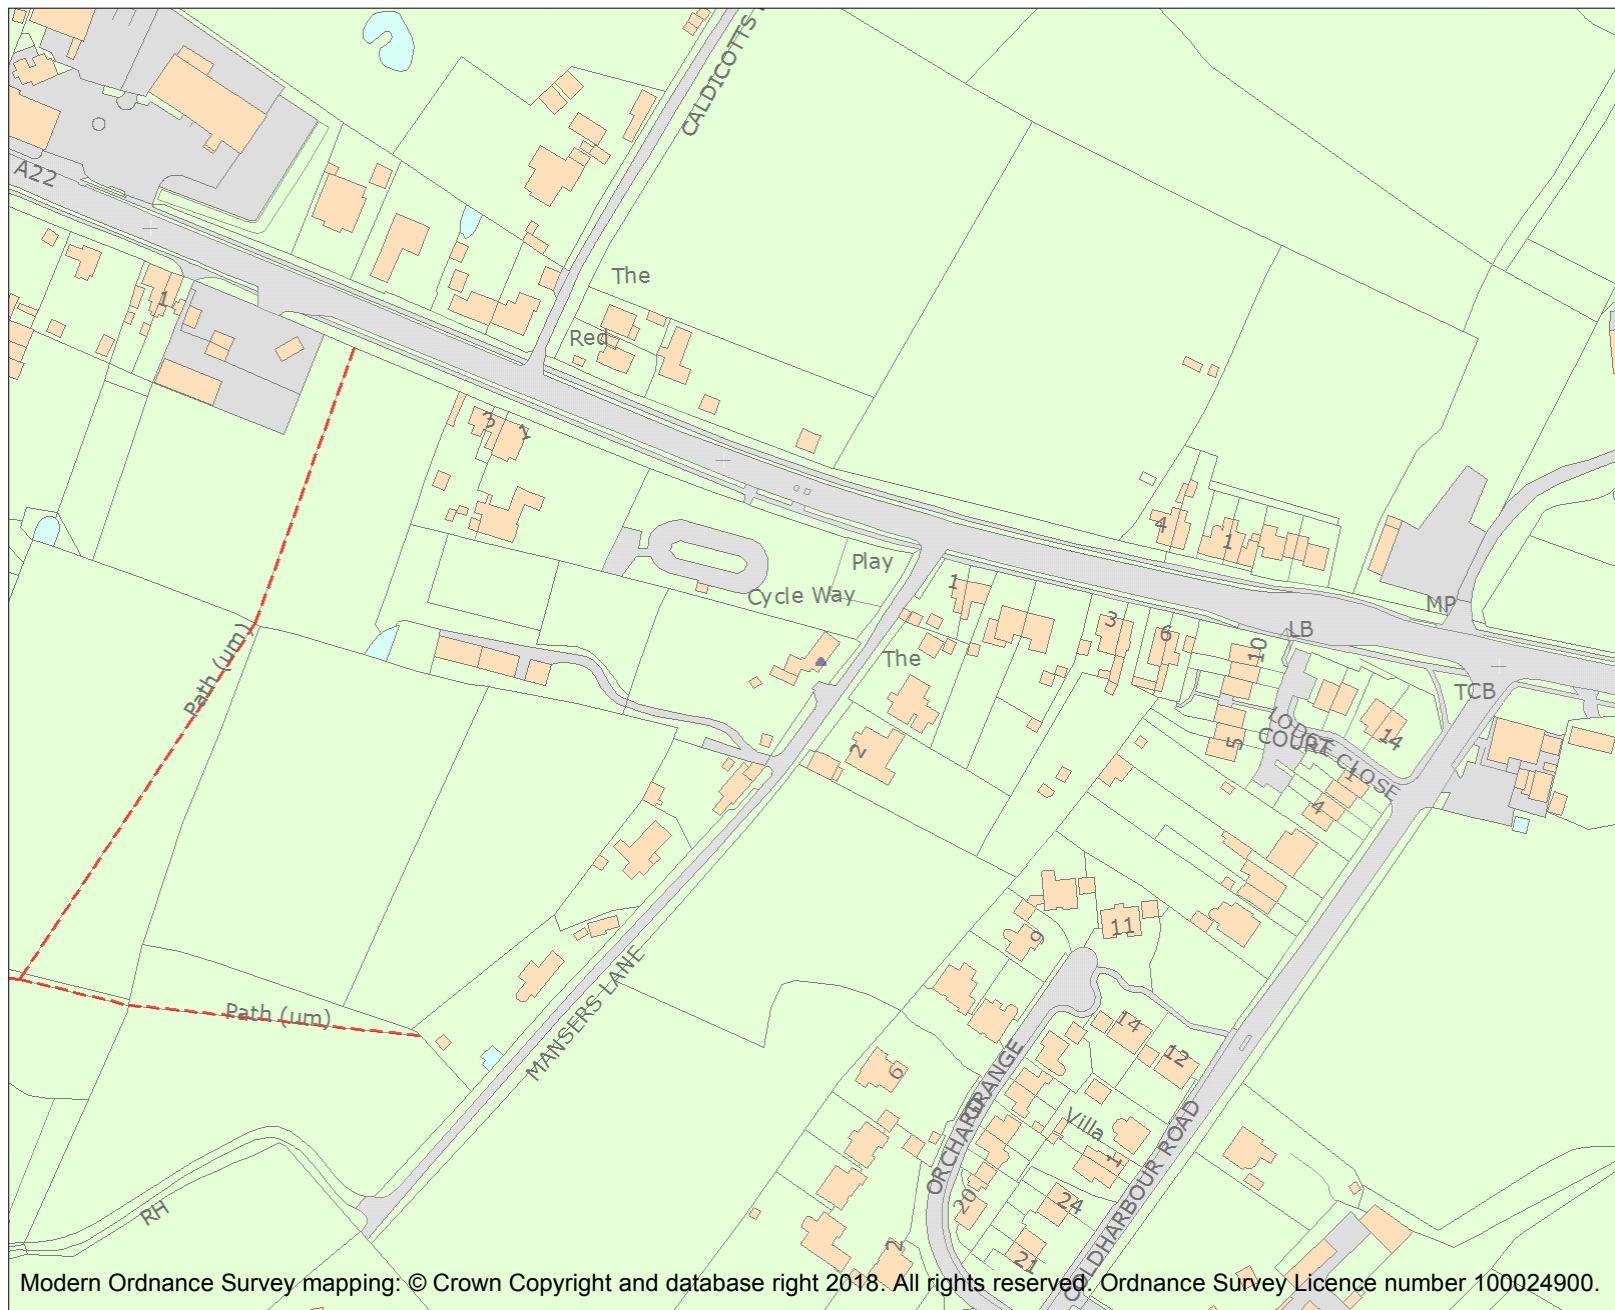 CALDICOTTS
A22
The
1
Red
3
1
4
1
Play
Cycle Way
1
3
6
MP
LB
10
The
TCB
Path (um)
2
5
LODGE CLOSE
COURT
14
1
4
11
9
MANSERS LANE
Path (um)
14
12
6
ORCHARD
GRANGE
Villa
1
COLDHARBOUR ROAD
20
24
RH
2
21
Modern Ordnance Survey mapping: © Crown Copyright and database right 2018. All rights reserved. Ordnance Survey Licence number 100024900.